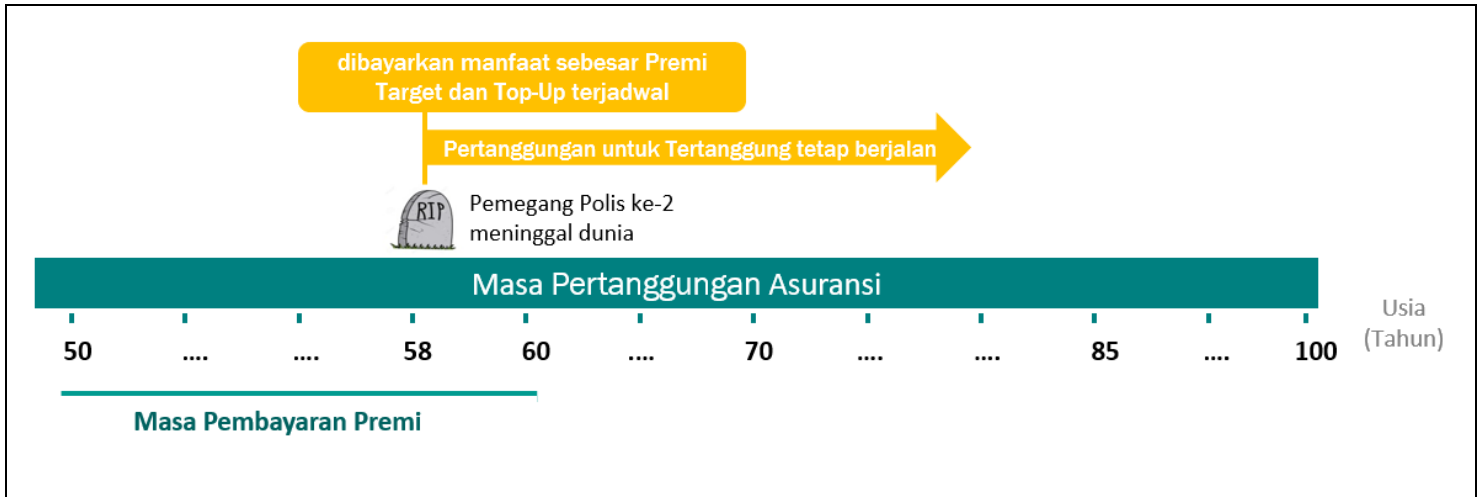 dibayarkan manfaat sebesar Premi
Target dan Top-Up terjadwal
Pertanggungan untuk Tertanggung tetap berjalan
RIP
Pemegang Polis ke-2
meninggal dunia
Masa Pertanggungan Asuransi
50 .... .... 58 60 .... 70 .... .... 85 .... 100
Usia
(Tahun)
Masa Pembayaran Premi